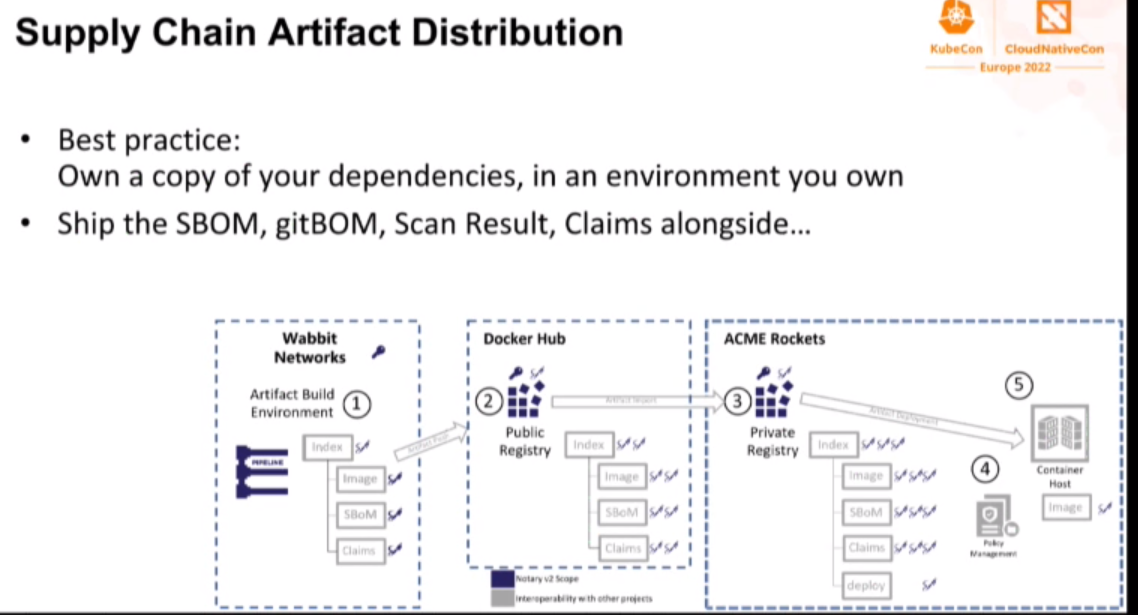 Supply Chain Artifact Distribution
KubeCon
CloudNativeCon
Europe 2022
• Best practice:
Own a copy of your dependencies, in an environment you own
• Ship the SBOM, gitBOM, Scan Result, Claims alongside...
Wabbit
Networks
Artifact Build
Environment
1
PIPELINE
Index
Image
SBoM
Claims
Artifact Push
Docker Hub
2
Public
Registry
Index
Image
SBoM
Claims
Artifact Import
Notary v2 Scope
Interoperability with other projects
ACME Rockets
3
Private
Registry
Index
Image
SBoM
Claims
deploy
Artifact Deployment
4
Policy
Management
5
Container
Host
Image